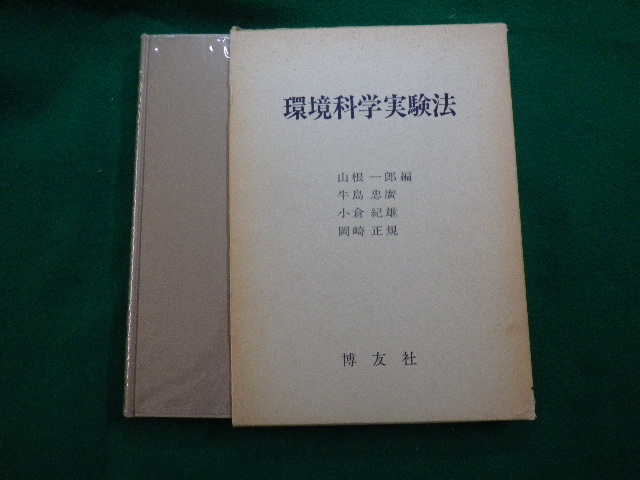 環境科学実験法
山根一郎編
牛島忠廣
小倉紀雄
岡崎正規
博友社